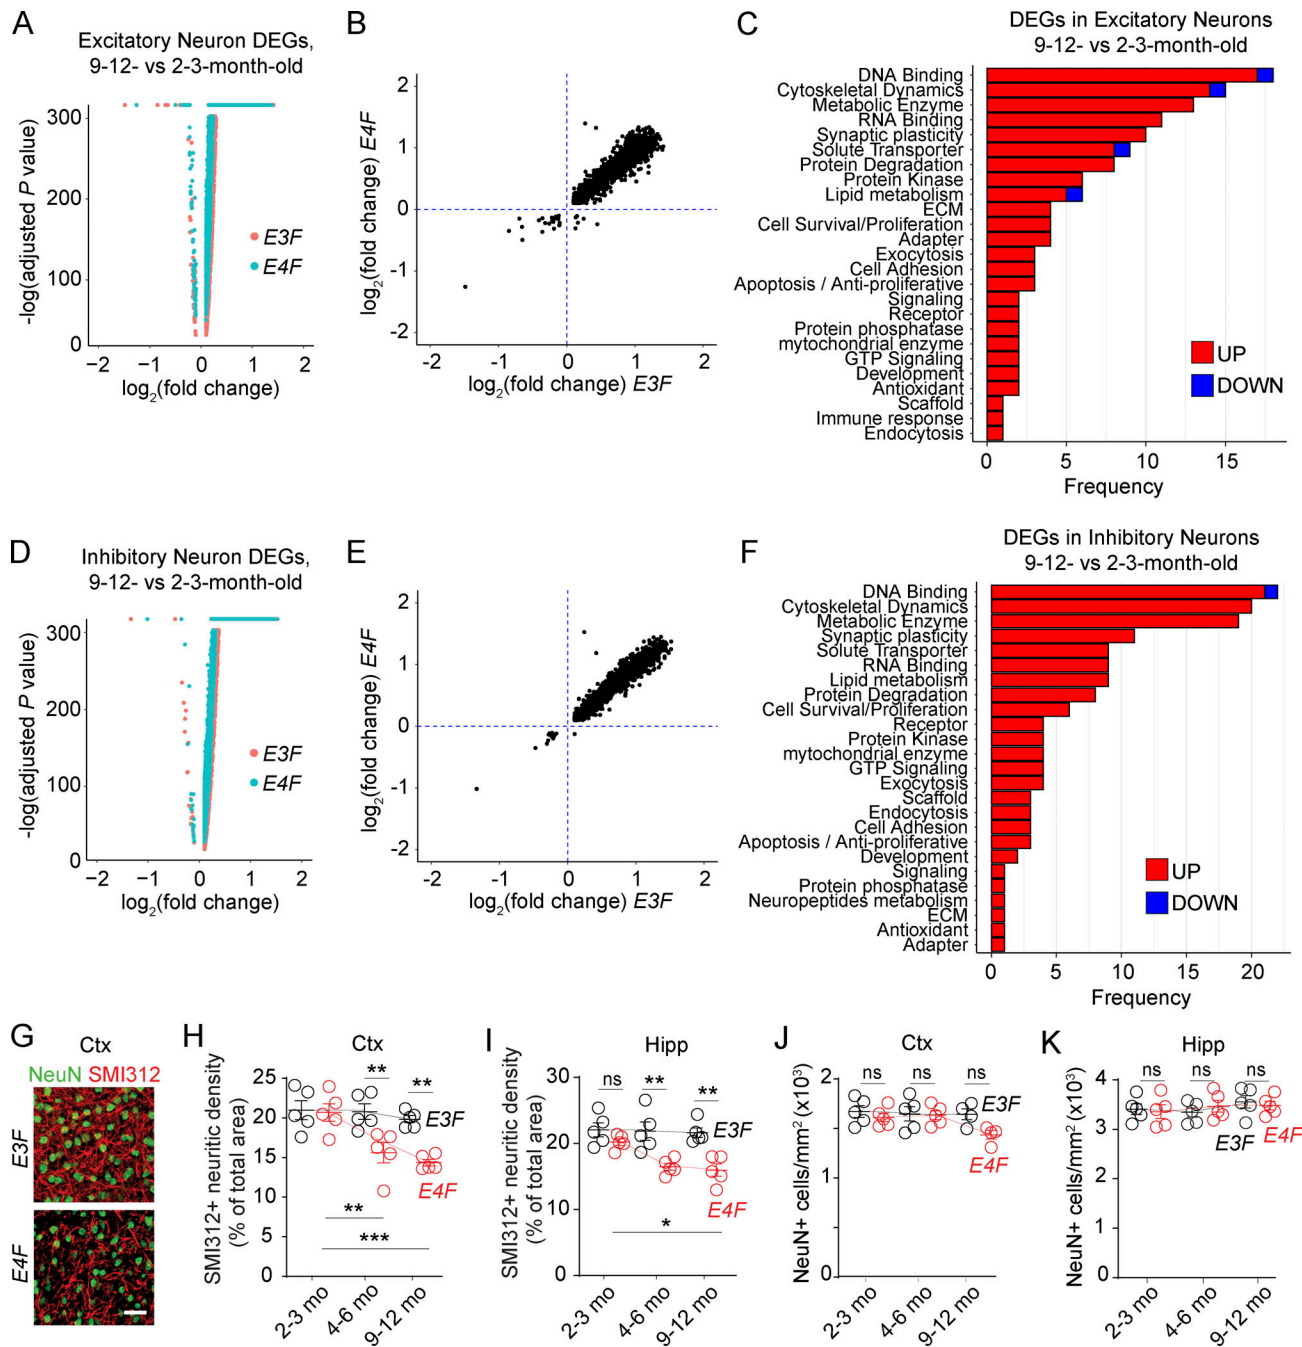 A
Excitatory Neuron DEGs,
9-12- vs 2-3-month-old
-log(adjusted P value)
300
200
100
0
E3F
E4F
−2
−1
0
1
2
log2(fold change)
B
log2(fold change) E4F
2
1
0
-1
-2
-2
-1
0
1
2
log2(fold change) E3F
C
DEGs in Excitatory Neurons
9-12- vs 2-3-month-old
DNA Binding
Cytoskeletal Dynamics
Metabolic Enzyme
RNA Binding
Synaptic plasticity
Solute Transporter
Protein Degradation
Protein Kinase
Lipid metabolism
ECM
Cell Survival/Proliferation
Adapter
Exocytosis
Cell Adhesion
Apoptosis / Anti-proliferative
Signaling
Receptor
Protein phosphatase
mytochondrial enzyme
GTP Signaling
Development
Antioxidant
Scaffold
Immune response
Endocytosis
UP
DOWN
0
5
10
15
Frequency
D
Inhibitory Neuron DEGs,
9-12- vs 2-3-month-old
-log(adjusted P value)
300
200
100
0
E3F
E4F
−2
−1
0
1
2
log2(fold change)
E
log2(fold change) E4F
2
1
0
-1
-2
-2
-1
0
1
2
log2(fold change) E3F
F
DEGs in Inhibitory Neurons
9-12- vs 2-3-month-old
DNA Binding
Cytoskeletal Dynamics
Metabolic Enzyme
Synaptic plasticity
Solute Transporter
RNA Binding
Lipid metabolism
Protein Degradation
Cell Survival/Proliferation
Receptor
Protein Kinase
mytochondrial enzyme
GTP Signaling
Exocytosis
Scaffold
Endocytosis
Cell Adhesion
Apoptosis / Anti-proliferative
Development
Signaling
Protein phosphatase
Neuropeptides metabolism
ECM
Antioxidant
Adapter
UP
DOWN
0
5
10
15
20
Frequency
G
Ctx
NeuN SMI312
E3F
E4F
H
Ctx
SMI312+ neuritic density
(% of total area)
25
20
15
10
5
0
**
**
E3F
E4F
**
***
2-3 mo
4-6 mo
9-12 mo
I
Hipp
SMI312+ neuritic density
(% of total area)
30
20
10
0
ns
**
**
E3F
E4F
*
2-3 mo
4-6 mo
9-12 mo
J
Ctx
NeuN+ cells/mm2 (x103)
2
1
0
ns
ns
ns
E3F
E4F
2-3 mo
4-6 mo
9-12 mo
K
Hipp
NeuN+ cells/mm2 (x103)
4
3
2
1
0
ns
ns
ns
E3F
E4F
2-3 mo
4-6 mo
9-12 mo